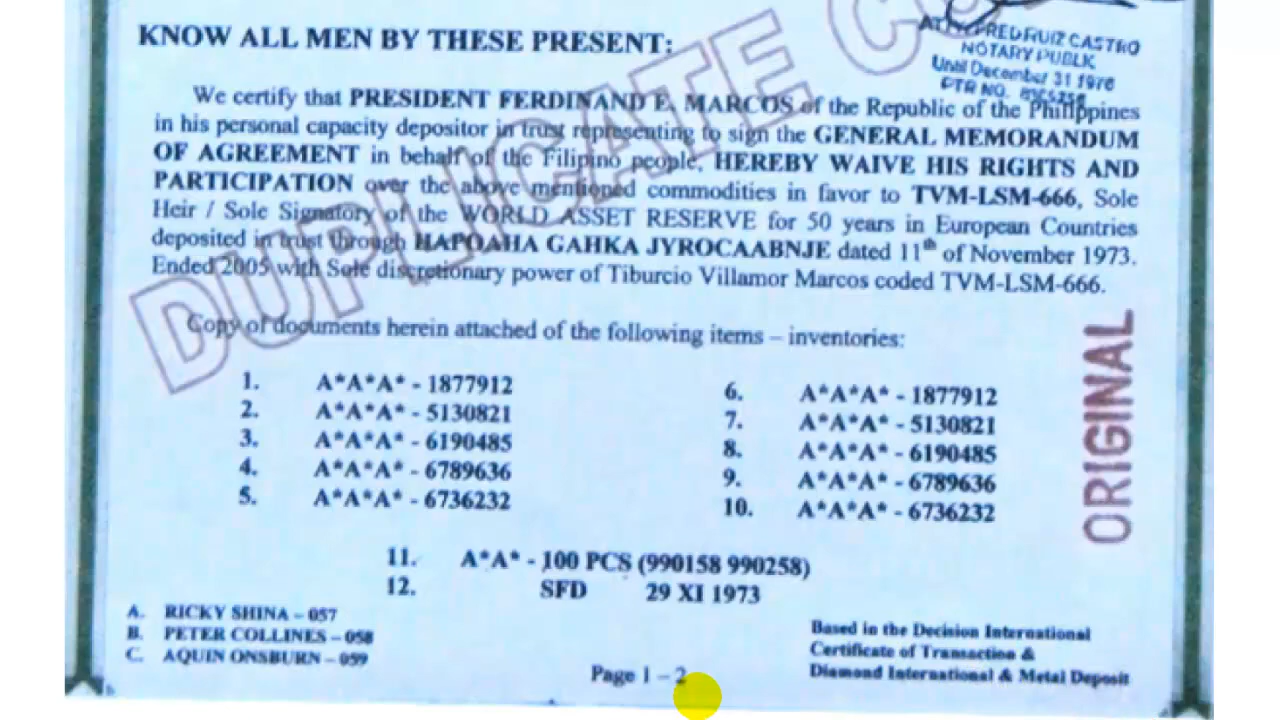 KNOW ALL MEN BY THESE PRESENT:
FRED RUIZ CASTRO
NOTARY PUBLIC
Until December 31 1976
PTR NO.
We certify that PRESIDENT FERDINAND E. MARCOS of the Republic of the Philippines
in his personal capacity depositor in trust representing to sign the GENERAL MEMORANDUM
OF AGREEMENT in behalf of the Filipino people, HEREBY WAIVE HIS RIGHTS AND
PARTICIPATION over the above mentioned commodities in favor to TVM-LSM-666, Sole
Heir / Sole Signatory of the WORLD ASSET RESERVE for 50 years in European Countries
deposited in trust through HAPOAHA GAHKA JYROCAABNJE dated 11th of November 1973.
Ended 2005 with Sole discretionary power of Tiburcio Villamor Marcos coded TVM-LSM-666.
DUPLICATE CO
Copy of documents herein attached of the following items – inventories:
1. A*A*A* - 1877912
2. A*A*A* - 5130821
3. A*A*A* - 6190485
4. A*A*A* - 6789636
5. A*A*A* - 6736232
6. A*A*A* - 1877912
7. A*A*A* - 5130821
8. A*A*A* - 6190485
9. A*A*A* - 6789636
10. A*A*A* - 6736232
ORIGINAL
11. A*A* - 100 PCS (990158 990258)
12. SFD 29 XI 1973
A. RICKY SHINA – 057
B. PETER COLLINES – 058
C. AQUIN ONSBURN – 059
Based in the Decision International
Certificate of Transaction &
Diamond International & Metal Deposit
Page 1 – 2